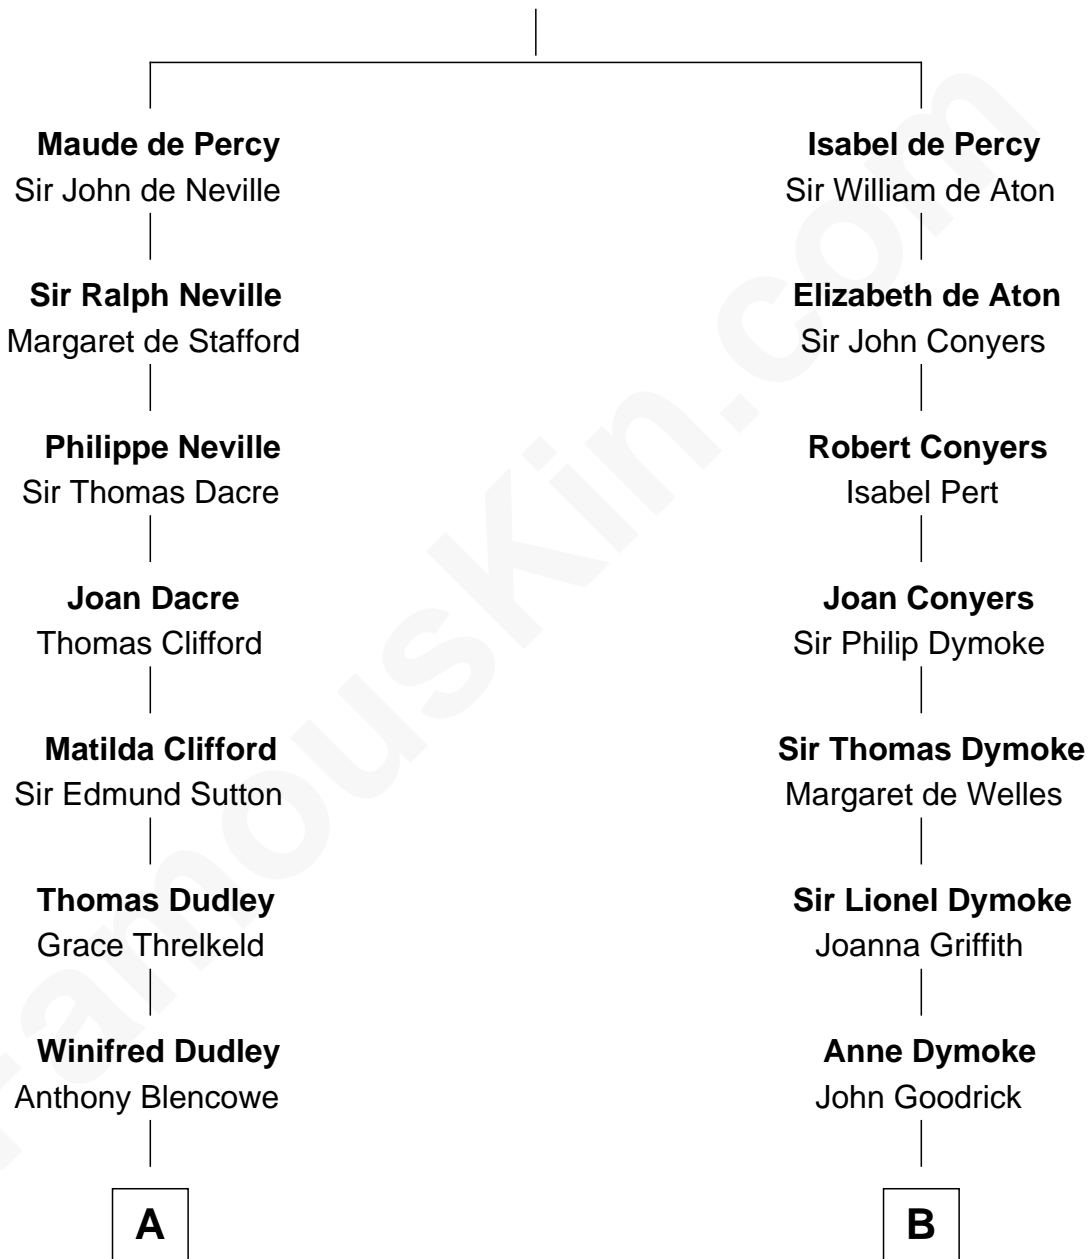 Maude de Percy
Sir John de Neville
Sir Ralph Neville
Margaret de Stafford
Philippe Neville
Sir Thomas Dacre
Joan Dacre
Thomas Clifford
Matilda Clifford
Sir Edmund Sutton
Thomas Dudley
Grace Threlkeld
Winifred Dudley
Anthony Blencowe
A
Isabel de Percy
Sir William de Aton
Elizabeth de Aton
Sir John Conyers
Robert Conyers
Isabel Pert
Joan Conyers
Sir Philip Dymoke
Sir Thomas Dymoke
Margaret de Welles
Sir Lionel Dymoke
Joanna Griffith
Anne Dymoke
John Goodrick
B
FamousKin.com